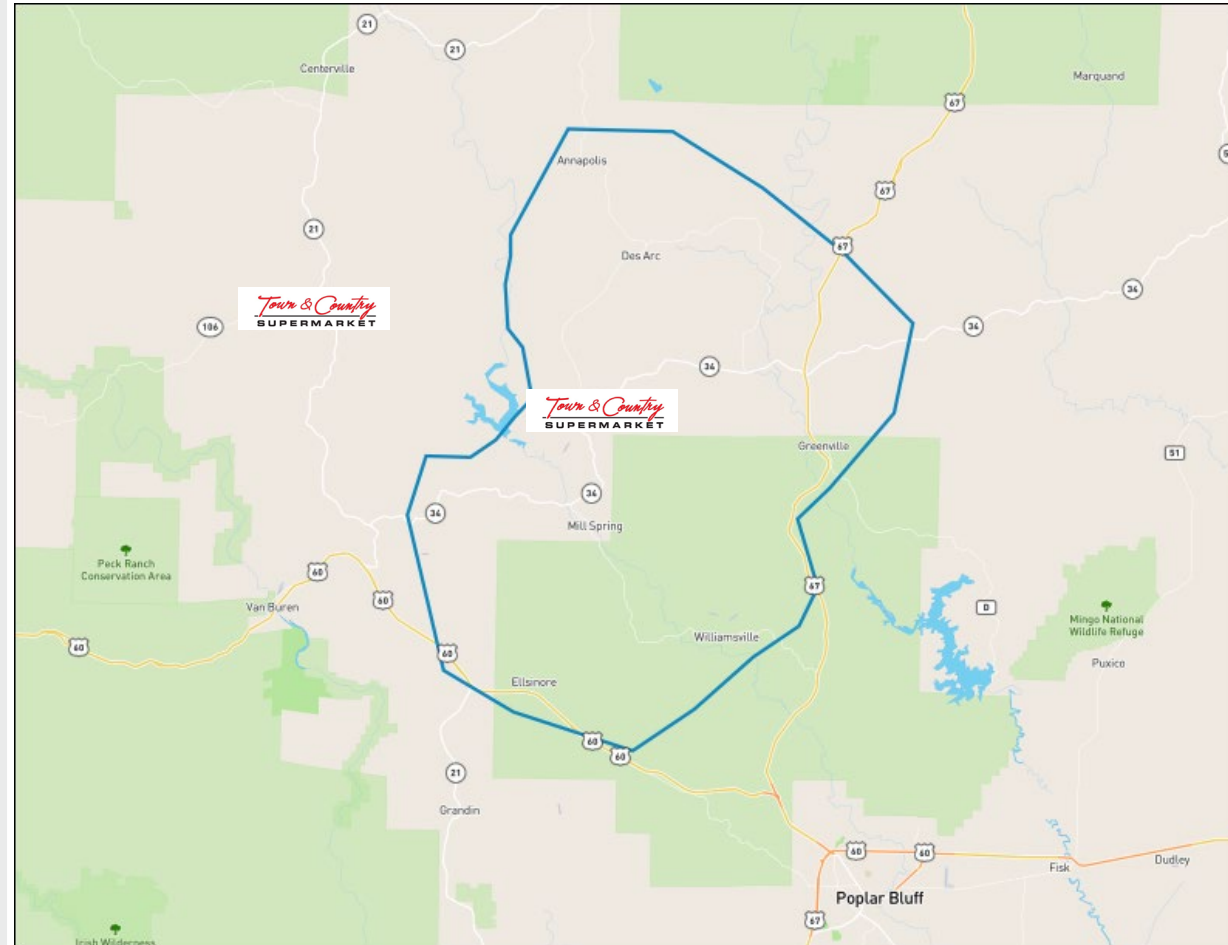 21
21
Centerville
Marquand
67
Annapolis
67
21
67
Des Arc
34
Town & Country
SUPERMARKET
106
34
34
Town & Country
SUPERMARKET
Greenville
51
34
34
Mill Spring
Peck Ranch
Conservation Area
60
67
60
Van Buren
D
Mingo National
Wildlife Refuge
Williamsville
60
60
Puxico
Ellsinore
60
60
21
Grandin
60
60
Dudley
Fisk
Poplar Bluff
67
Irish Wilderness